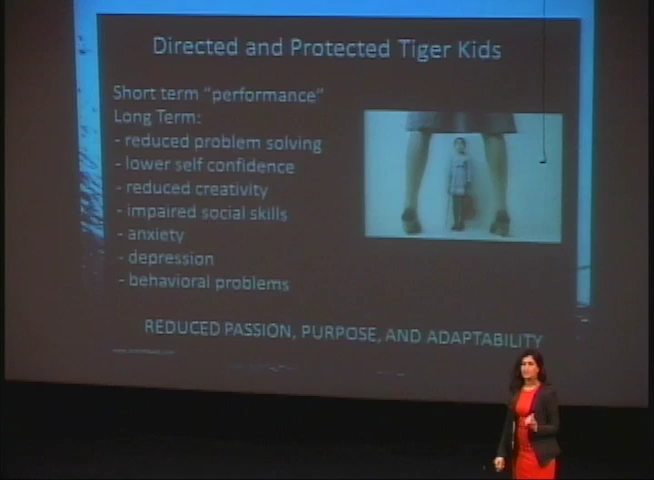 Directed and Protected Tiger Kids
Short term “performance”
Long Term:
- reduced problem solving
- lower self confidence
- reduced creativity
- impaired social skills
- anxiety
- depression
- behavioral problems
REDUCED PASSION, PURPOSE, AND ADAPTABILITY